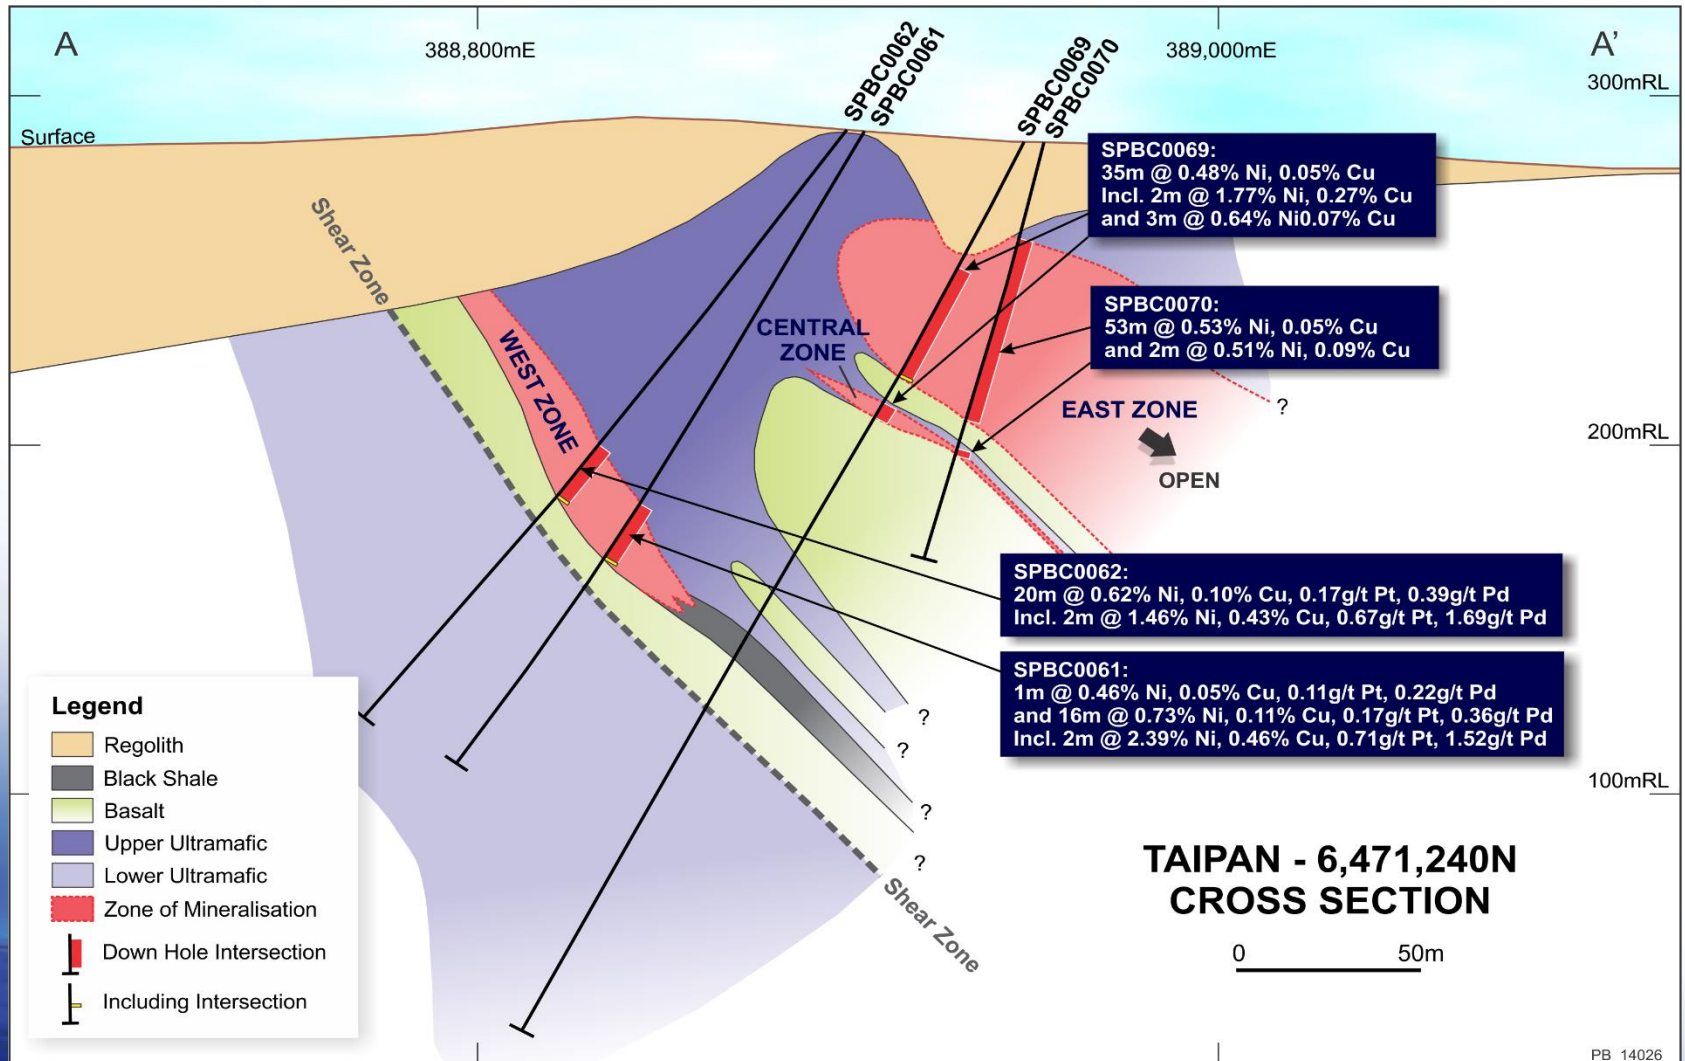 A
388,800mE
SPBC0062
SPBC0061
SPBC0069
SPBC0070
389,000mE
A'
300mRL
Surface
Shear Zone
SPBC0069:
35m @ 0.48% Ni, 0.05% Cu
Incl. 2m @ 1.77% Ni, 0.27% Cu
and 3m @ 0.64% Ni0.07% Cu
SPBC0070:
53m @ 0.53% Ni, 0.05% Cu
and 2m @ 0.51% Ni, 0.09% Cu
CENTRAL
ZONE
WEST ZONE
EAST ZONE
?
OPEN
200mRL
SPBC0062:
20m @ 0.62% Ni, 0.10% Cu, 0.17g/t Pt, 0.39g/t Pd
Incl. 2m @ 1.46% Ni, 0.43% Cu, 0.67g/t Pt, 1.69g/t Pd
SPBC0061:
1m @ 0.46% Ni, 0.05% Cu, 0.11g/t Pt, 0.22g/t Pd
and 16m @ 0.73% Ni, 0.11% Cu, 0.17g/t Pt, 0.36g/t Pd
Incl. 2m @ 2.39% Ni, 0.46% Cu, 0.71g/t Pt, 1.52g/t Pd
?
?
?
?
100mRL
Shear Zone
Legend
Regolith
Black Shale
Basalt
Upper Ultramafic
Lower Ultramafic
Zone of Mineralisation
Down Hole Intersection
Including Intersection
TAIPAN - 6,471,240N
CROSS SECTION
0 50m
PB_14026